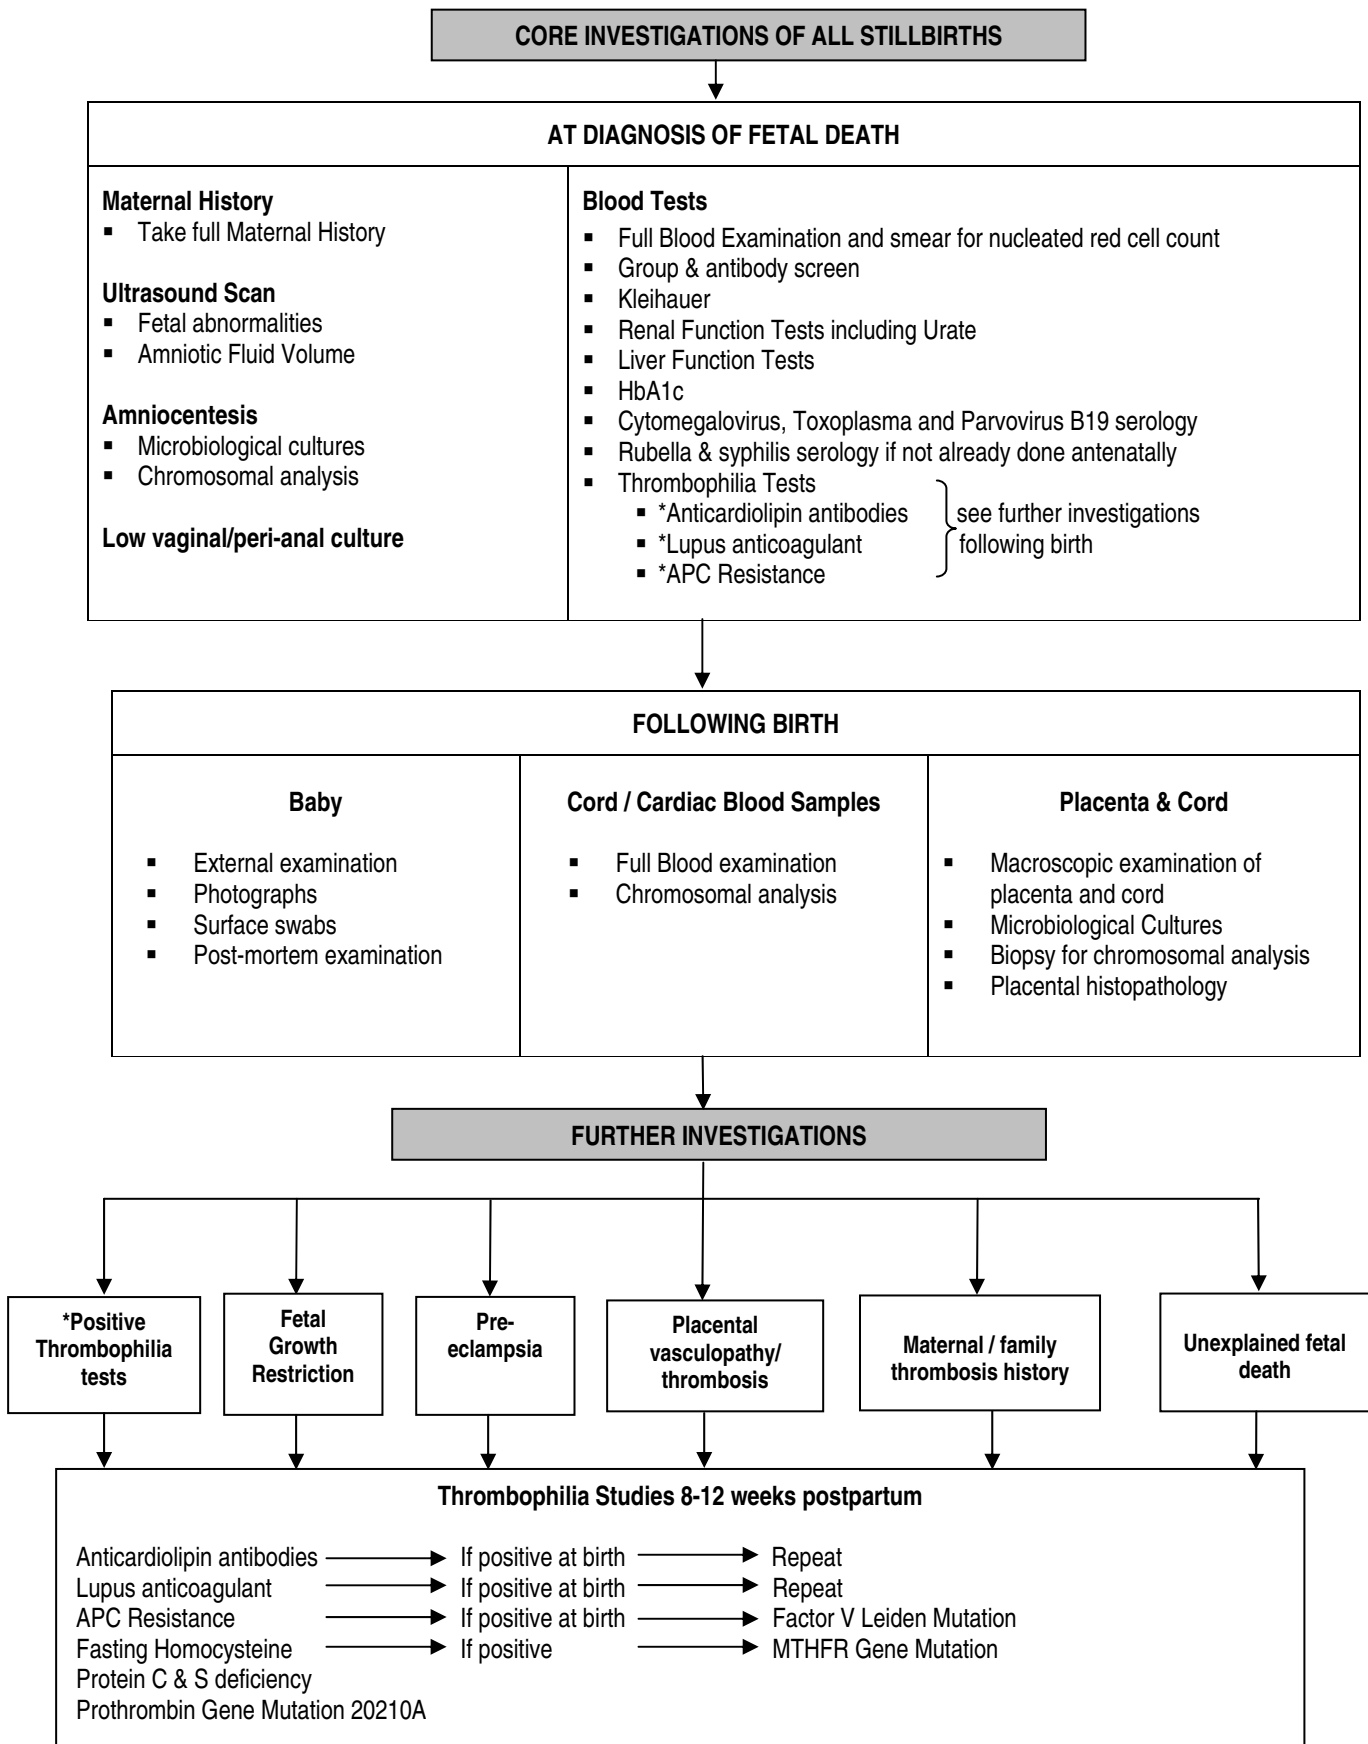 CORE INVESTIGATIONS OF ALL STILLBIRTHS
AT DIAGNOSIS OF FETAL DEATH
Maternal History
▪ Take full Maternal History
Ultrasound Scan
▪ Fetal abnormalities
▪ Amniotic Fluid Volume
Amniocentesis
▪ Microbiological cultures
▪ Chromosomal analysis
Low vaginal/peri-anal culture
Blood Tests
▪ Full Blood Examination and smear for nucleated red cell count
▪ Group & antibody screen
▪ Kleihauer
▪ Renal Function Tests including Urate
▪ Liver Function Tests
▪ HbA1c
▪ Cytomegalovirus, Toxoplasma and Parvovirus B19 serology
▪ Rubella & syphilis serology if not already done antenatally
▪ Thrombophilia Tests
▪ *Anticardiolipin antibodies
▪ *Lupus anticoagulant
▪ *APC Resistance
see further investigations
following birth
FOLLOWING BIRTH
Baby
▪ External examination
▪ Photographs
▪ Surface swabs
▪ Post-mortem examination
Cord / Cardiac Blood Samples
▪ Full Blood examination
▪ Chromosomal analysis
Placenta & Cord
▪ Macroscopic examination of
placenta and cord
▪ Microbiological Cultures
▪ Biopsy for chromosomal analysis
▪ Placental histopathology
FURTHER INVESTIGATIONS
*Positive
Thrombophilia
tests
Fetal
Growth
Restriction
Pre-
eclampsia
Placental
vasculopathy/
thrombosis
Maternal / family
thrombosis history
Unexplained fetal
death
Thrombophilia Studies 8-12 weeks postpartum
Anticardiolipin antibodies If positive at birth Repeat
Lupus anticoagulant If positive at birth Repeat
APC Resistance If positive at birth Factor V Leiden Mutation
Fasting Homocysteine If positive MTHFR Gene Mutation
Protein C & S deficiency
Prothrombin Gene Mutation 20210A